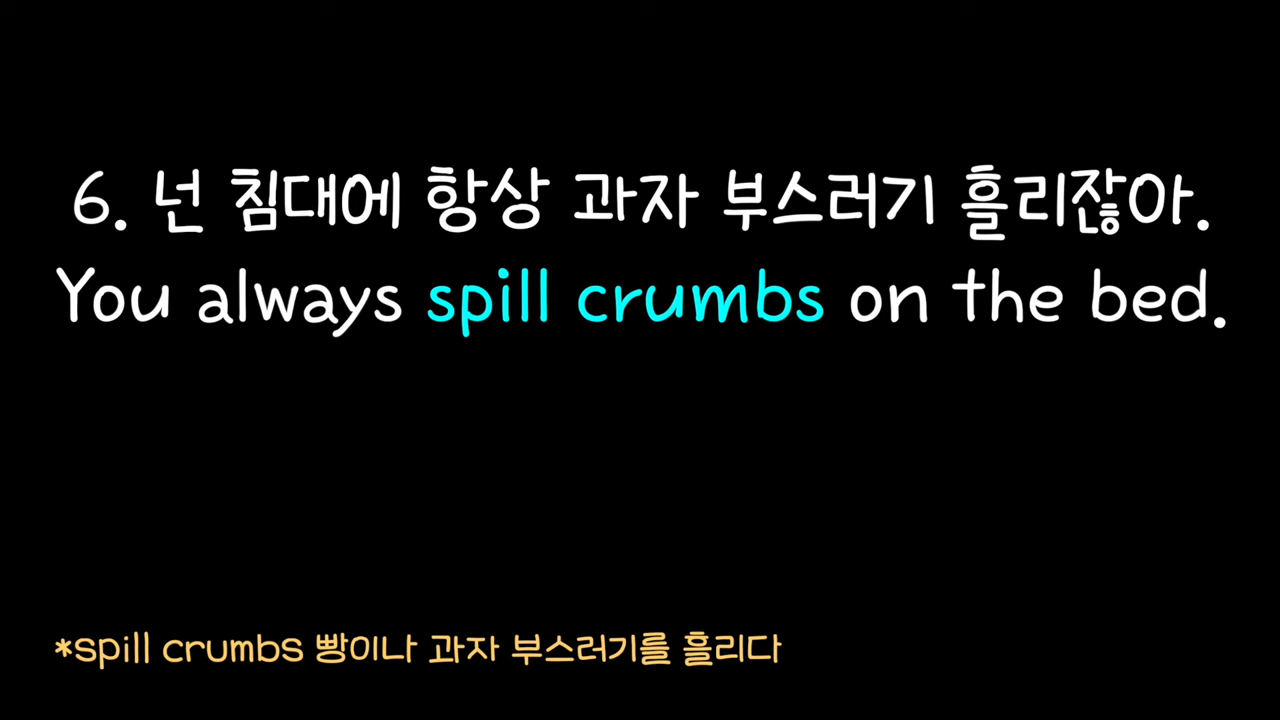 6. 넌 침대에 항상 과자 부스러기 흘리잖아.
You always spill crumbs on the bed.
*spill crumbs 빵이나 과자 부스러기를 흘리다